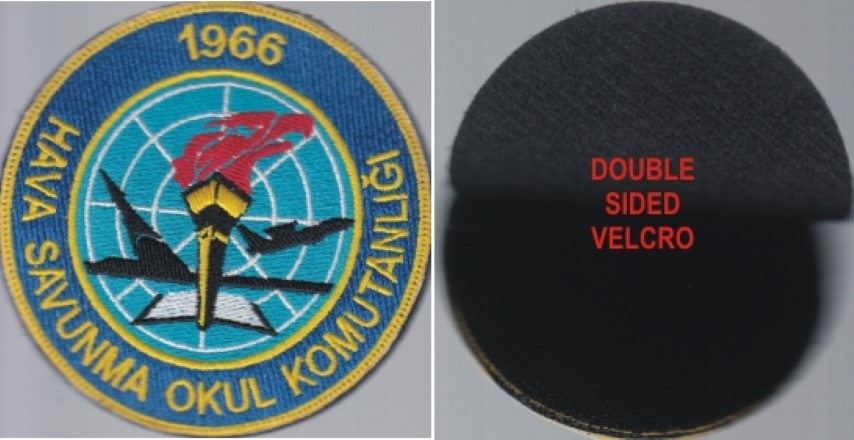 1966
HAVA SAVUNMA OKUL KOMUTANLIĞI
DOUBLE
SIDED
VELCRO